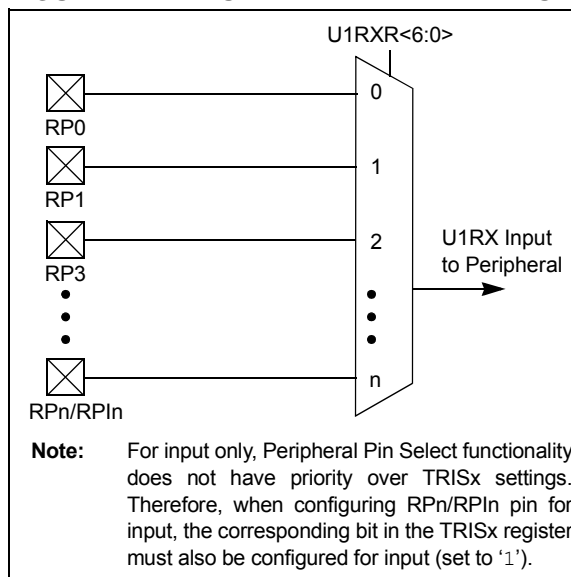 U1RXR<6:0>
RP0
0
RP1
1
RP3
2
U1RX Input
to Peripheral
RPn/RPIn
n
Note: For input only, Peripheral Pin Select functionality
does not have priority over TRISx settings.
Therefore, when configuring RPn/RPIn pin for
input, the corresponding bit in the TRISx register
must also be configured for input (set to ‘1’).